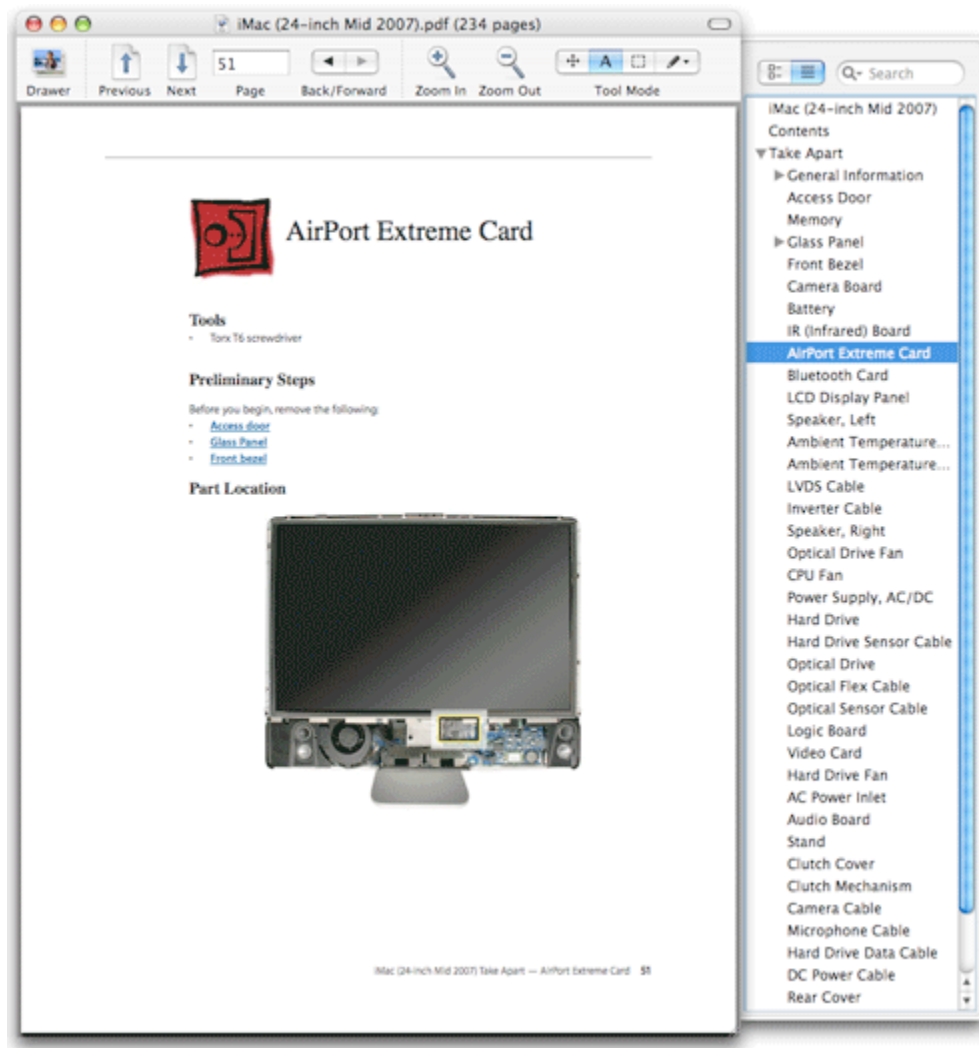 iMac (24-inch Mid 2007).pdf (234 pages)
51
Drawer Previous Next Page Back/Forward Zoom In Zoom Out Tool Mode
A
Search
AirPort Extreme Card
Tools
- Torx T6 screwdriver
Preliminary Steps
Before you begin, remove the following:
- Access door
- Glass Panel
- Front bezel
Part Location
iMac (24-inch Mid 2007) Take Apart — AirPort Extreme Card 51
iMac (24-inch Mid 2007)
Contents
Take Apart
General Information
Access Door
Memory
Glass Panel
Front Bezel
Camera Board
Battery
IR (Infrared) Board
AirPort Extreme Card
Bluetooth Card
LCD Display Panel
Speaker, Left
Ambient Temperature...
Ambient Temperature...
LVDS Cable
Inverter Cable
Speaker, Right
Optical Drive Fan
CPU Fan
Power Supply, AC/DC
Hard Drive
Hard Drive Sensor Cable
Optical Drive
Optical Flex Cable
Optical Sensor Cable
Logic Board
Video Card
Hard Drive Fan
AC Power Inlet
Audio Board
Stand
Clutch Cover
Clutch Mechanism
Camera Cable
Microphone Cable
Hard Drive Data Cable
DC Power Cable
Rear Cover